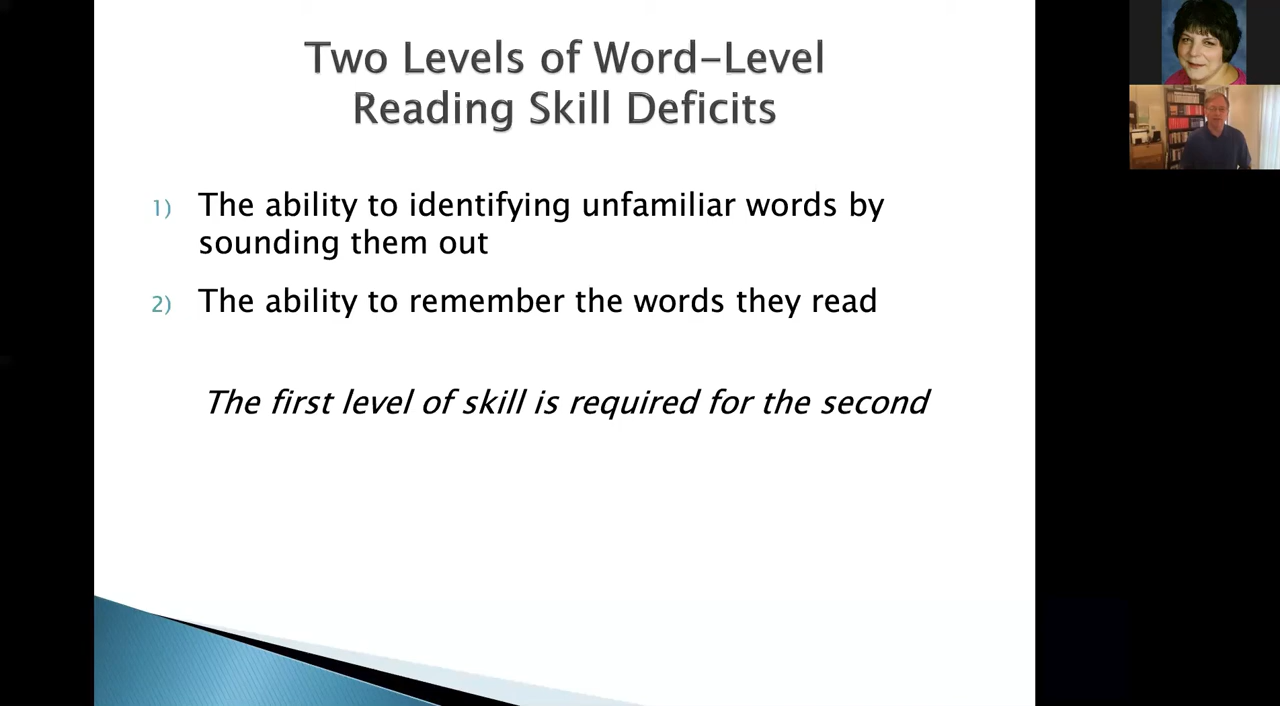 Two Levels of Word-Level
Reading Skill Deficits
1) The ability to identifying unfamiliar words by
sounding them out
2) The ability to remember the words they read
The first level of skill is required for the second